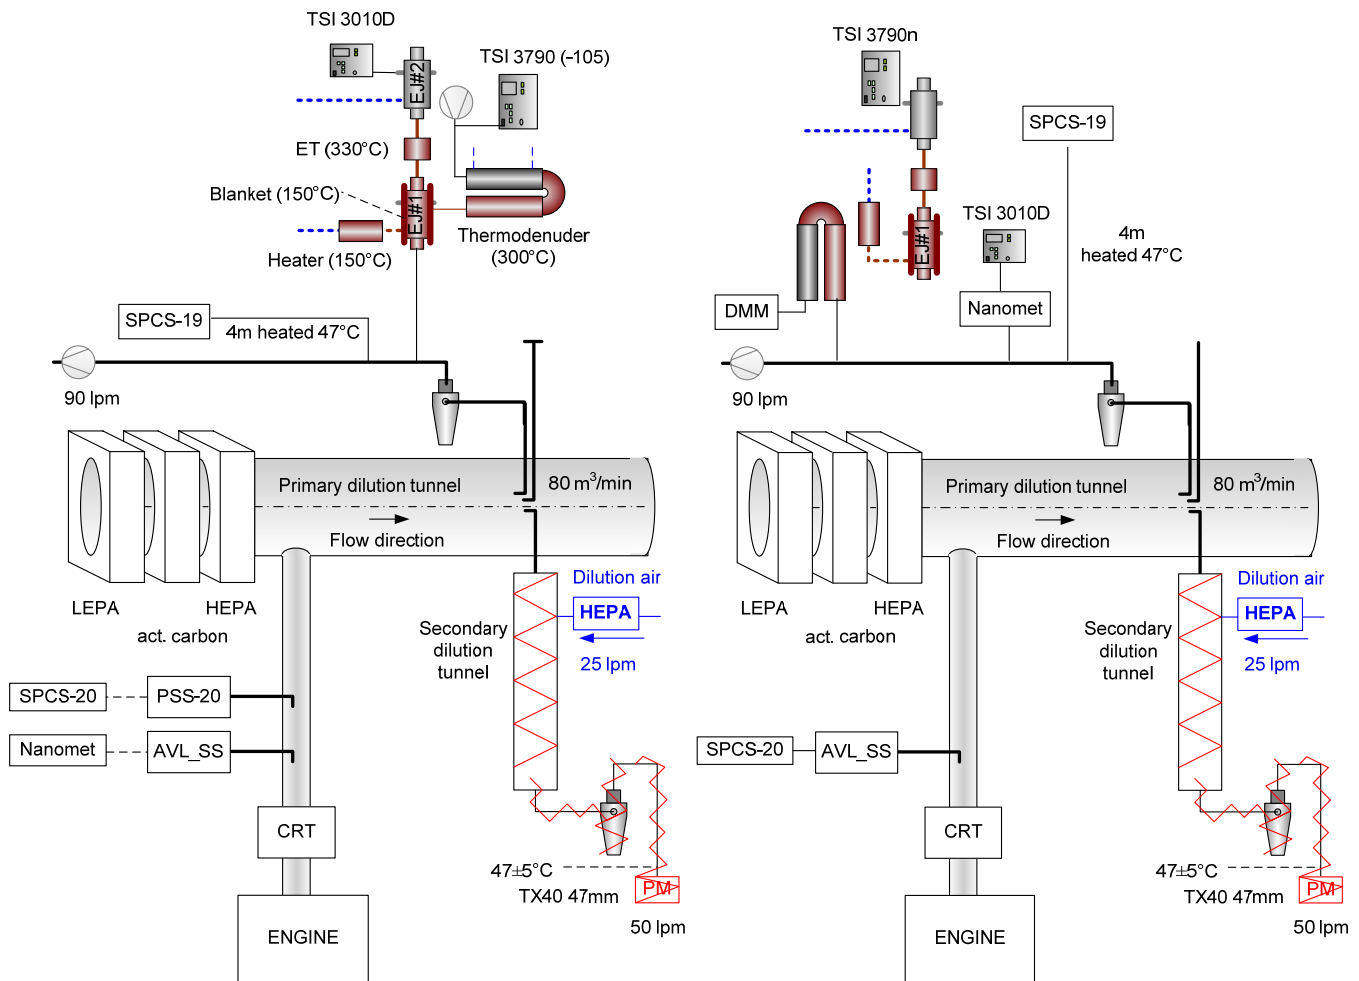 TSI 3010D
TSI 3790 (-105)
EJ#2
ET (330°C)
Blanket (150°C)
EJ#1
Heater (150°C)
Thermodenuder
(300°C)
SPCS-19
4m heated 47°C
90 lpm
Primary dilution tunnel
80 m³/min
Flow direction
LEPA
HEPA
act. carbon
Dilution air
HEPA
25 lpm
Secondary
dilution
tunnel
SPCS-20
PSS-20
Nanomet
AVL_SS
CRT
47±5°C
TX40 47mm
PM
50 lpm
ENGINE
TSI 3790n
SPCS-19
EJ#1
TSI 3010D
4m
heated 47°C
DMM
Nanomet
90 lpm
Primary dilution tunnel
80 m³/min
Flow direction
LEPA
HEPA
act. carbon
Dilution air
HEPA
25 lpm
Secondary
dilution
tunnel
SPCS-20
AVL_SS
CRT
47±5°C
TX40 47mm
PM
50 lpm
ENGINE